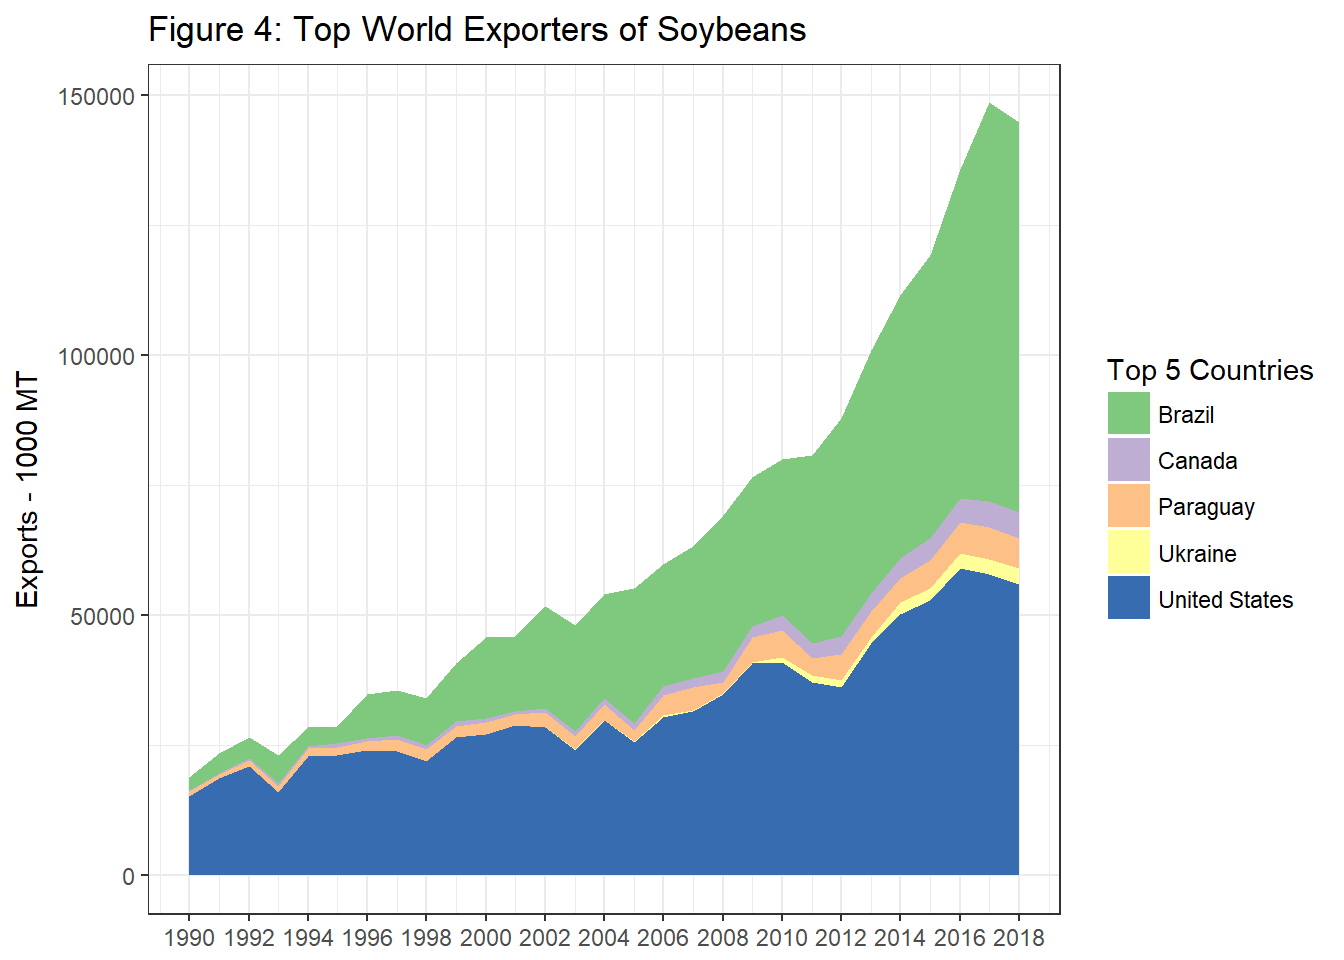 Figure 4: Top World Exporters of Soybeans
150000
100000
50000
0
Exports - 1000 MT
1990 1992 1994 1996 1998 2000 2002 2004 2006 2008 2010 2012 2014 2016 2018
Top 5 Countries
Brazil
Canada
Paraguay
Ukraine
United States